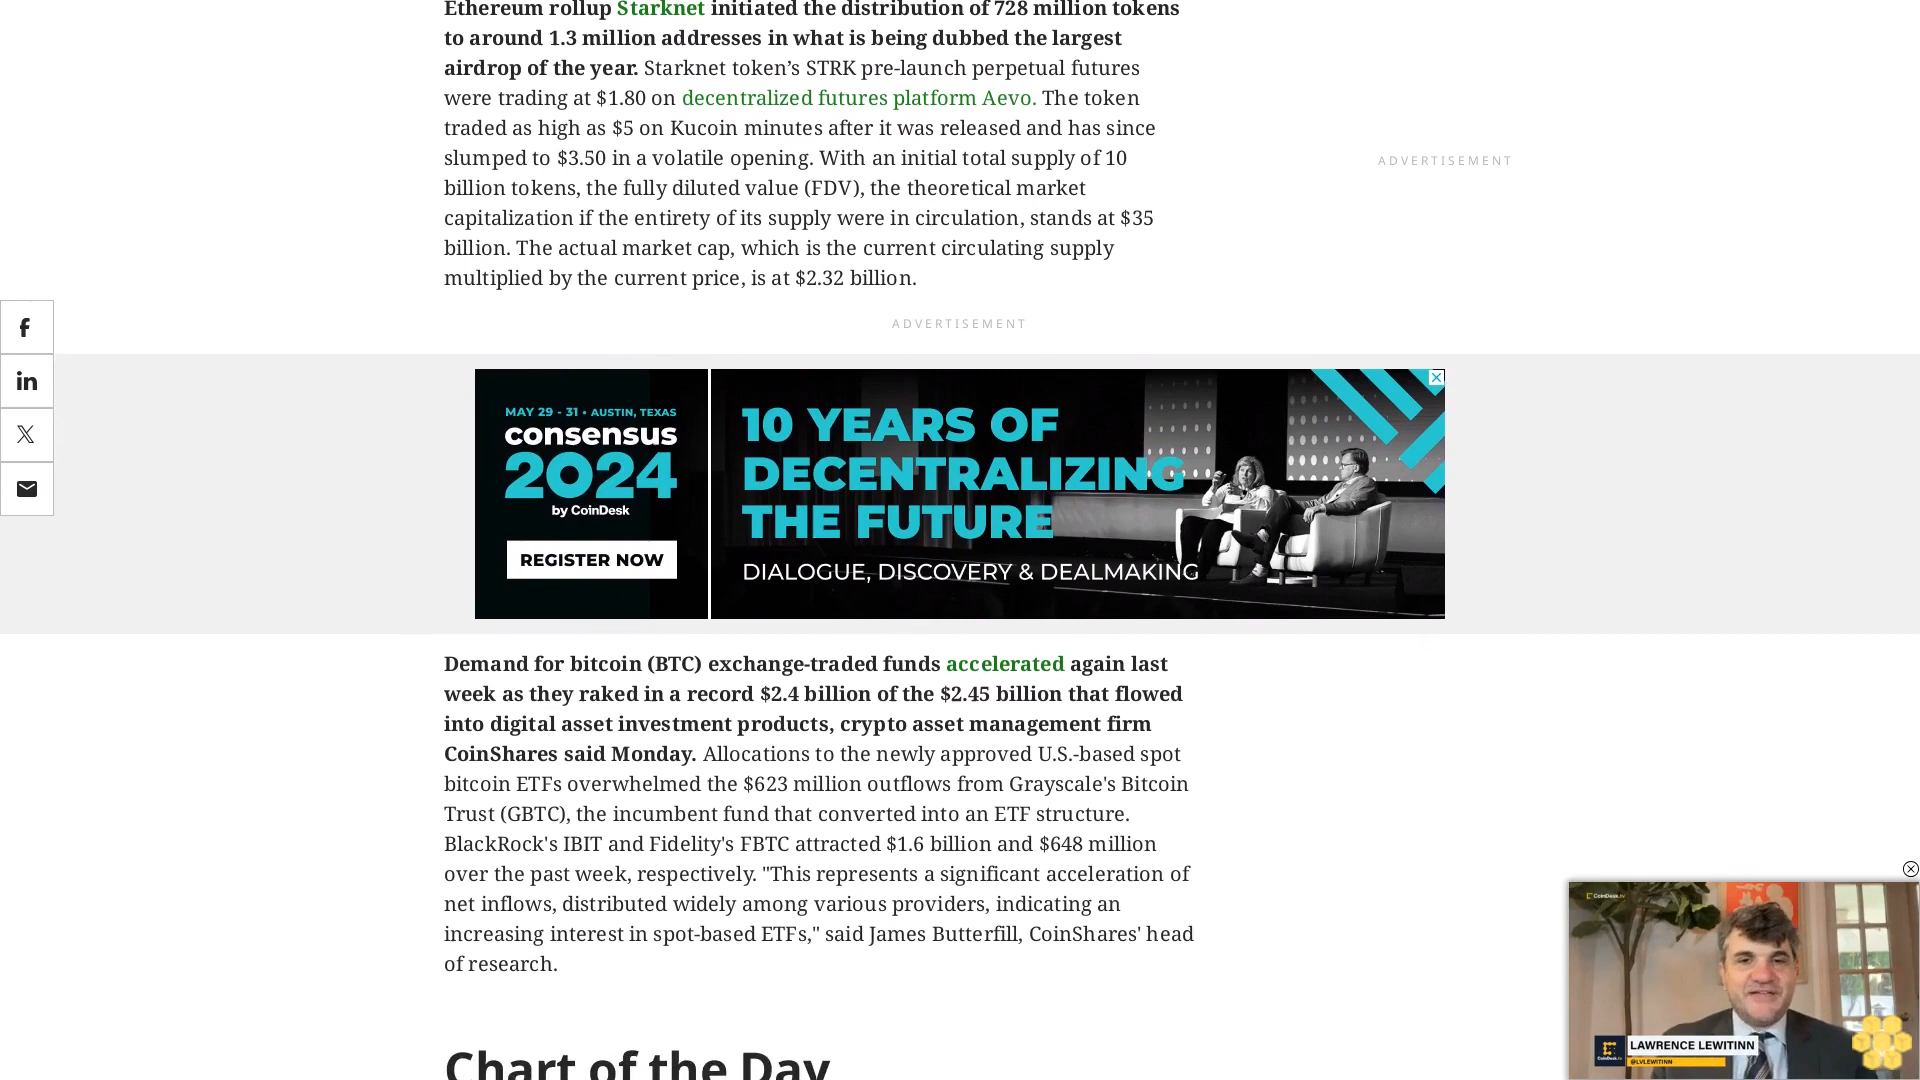 Ethereum rollup Starknet initiated the distribution of 728 million tokens
to around 1.3 million addresses in what is being dubbed the largest
airdrop of the year. Starknet token’s STRK pre-launch perpetual futures
were trading at $1.80 on decentralized futures platform Aevo. The token
traded as high as $5 on Kucoin minutes after it was released and has since
slumped to $3.50 in a volatile opening. With an initial total supply of 10
billion tokens, the fully diluted value (FDV), the theoretical market
capitalization if the entirety of its supply were in circulation, stands at $35
billion. The actual market cap, which is the current circulating supply
multiplied by the current price, is at $2.32 billion.
ADVERTISEMENT
ADVERTISEMENT
MAY 29 - 31 • AUSTIN, TEXAS
consensus
2024
by CoinDesk
REGISTER NOW
10 YEARS OF
DECENTRALIZING
THE FUTURE
DIALOGUE, DISCOVERY & DEALMAKING
Demand for bitcoin (BTC) exchange-traded funds accelerated again last
week as they raked in a record $2.4 billion of the $2.45 billion that flowed
into digital asset investment products, crypto asset management firm
CoinShares said Monday. Allocations to the newly approved U.S.-based spot
bitcoin ETFs overwhelmed the $623 million outflows from Grayscale's Bitcoin
Trust (GBTC), the incumbent fund that converted into an ETF structure.
BlackRock's IBIT and Fidelity's FBTC attracted $1.6 billion and $648 million
over the past week, respectively. "This represents a significant acceleration of
net inflows, distributed widely among various providers, indicating an
increasing interest in spot-based ETFs," said James Butterfill, CoinShares' head
of research.
Chart of the Day
CoinDesk tv
CoinDesk tv
LAWRENCE LEWITINN
@LVLEWITINN